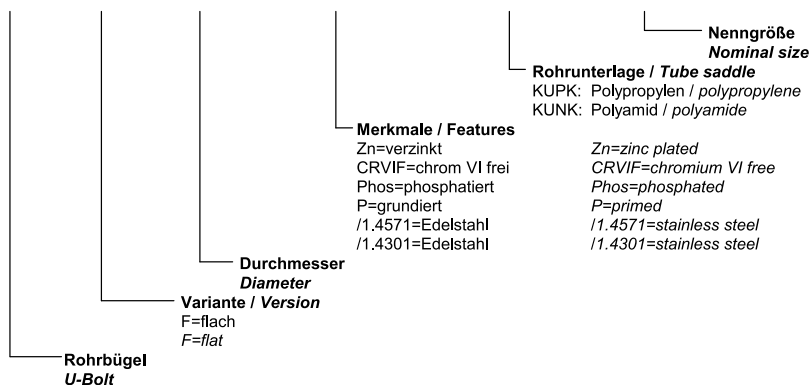 Nenngröße
Nominal size
Rohrunterlage / Tube saddle
KUPK: Polypropylen / polypropylene
KUNK: Polyamid / polyamide
Merkmale / Features
Zn=verzinkt Zn=zinc plated
CRVIF=chrom VI frei CRVIF=chromium VI free
Phos=phosphatiert Phos=phosphated
P=grundiert P=primed
/1.4571=Edelstahl /1.4571=stainless steel
/1.4301=Edelstahl /1.4301=stainless steel
Durchmesser
Diameter
Variante / Version
F=flach
F=flat
Rohrbügel
U-Bolt